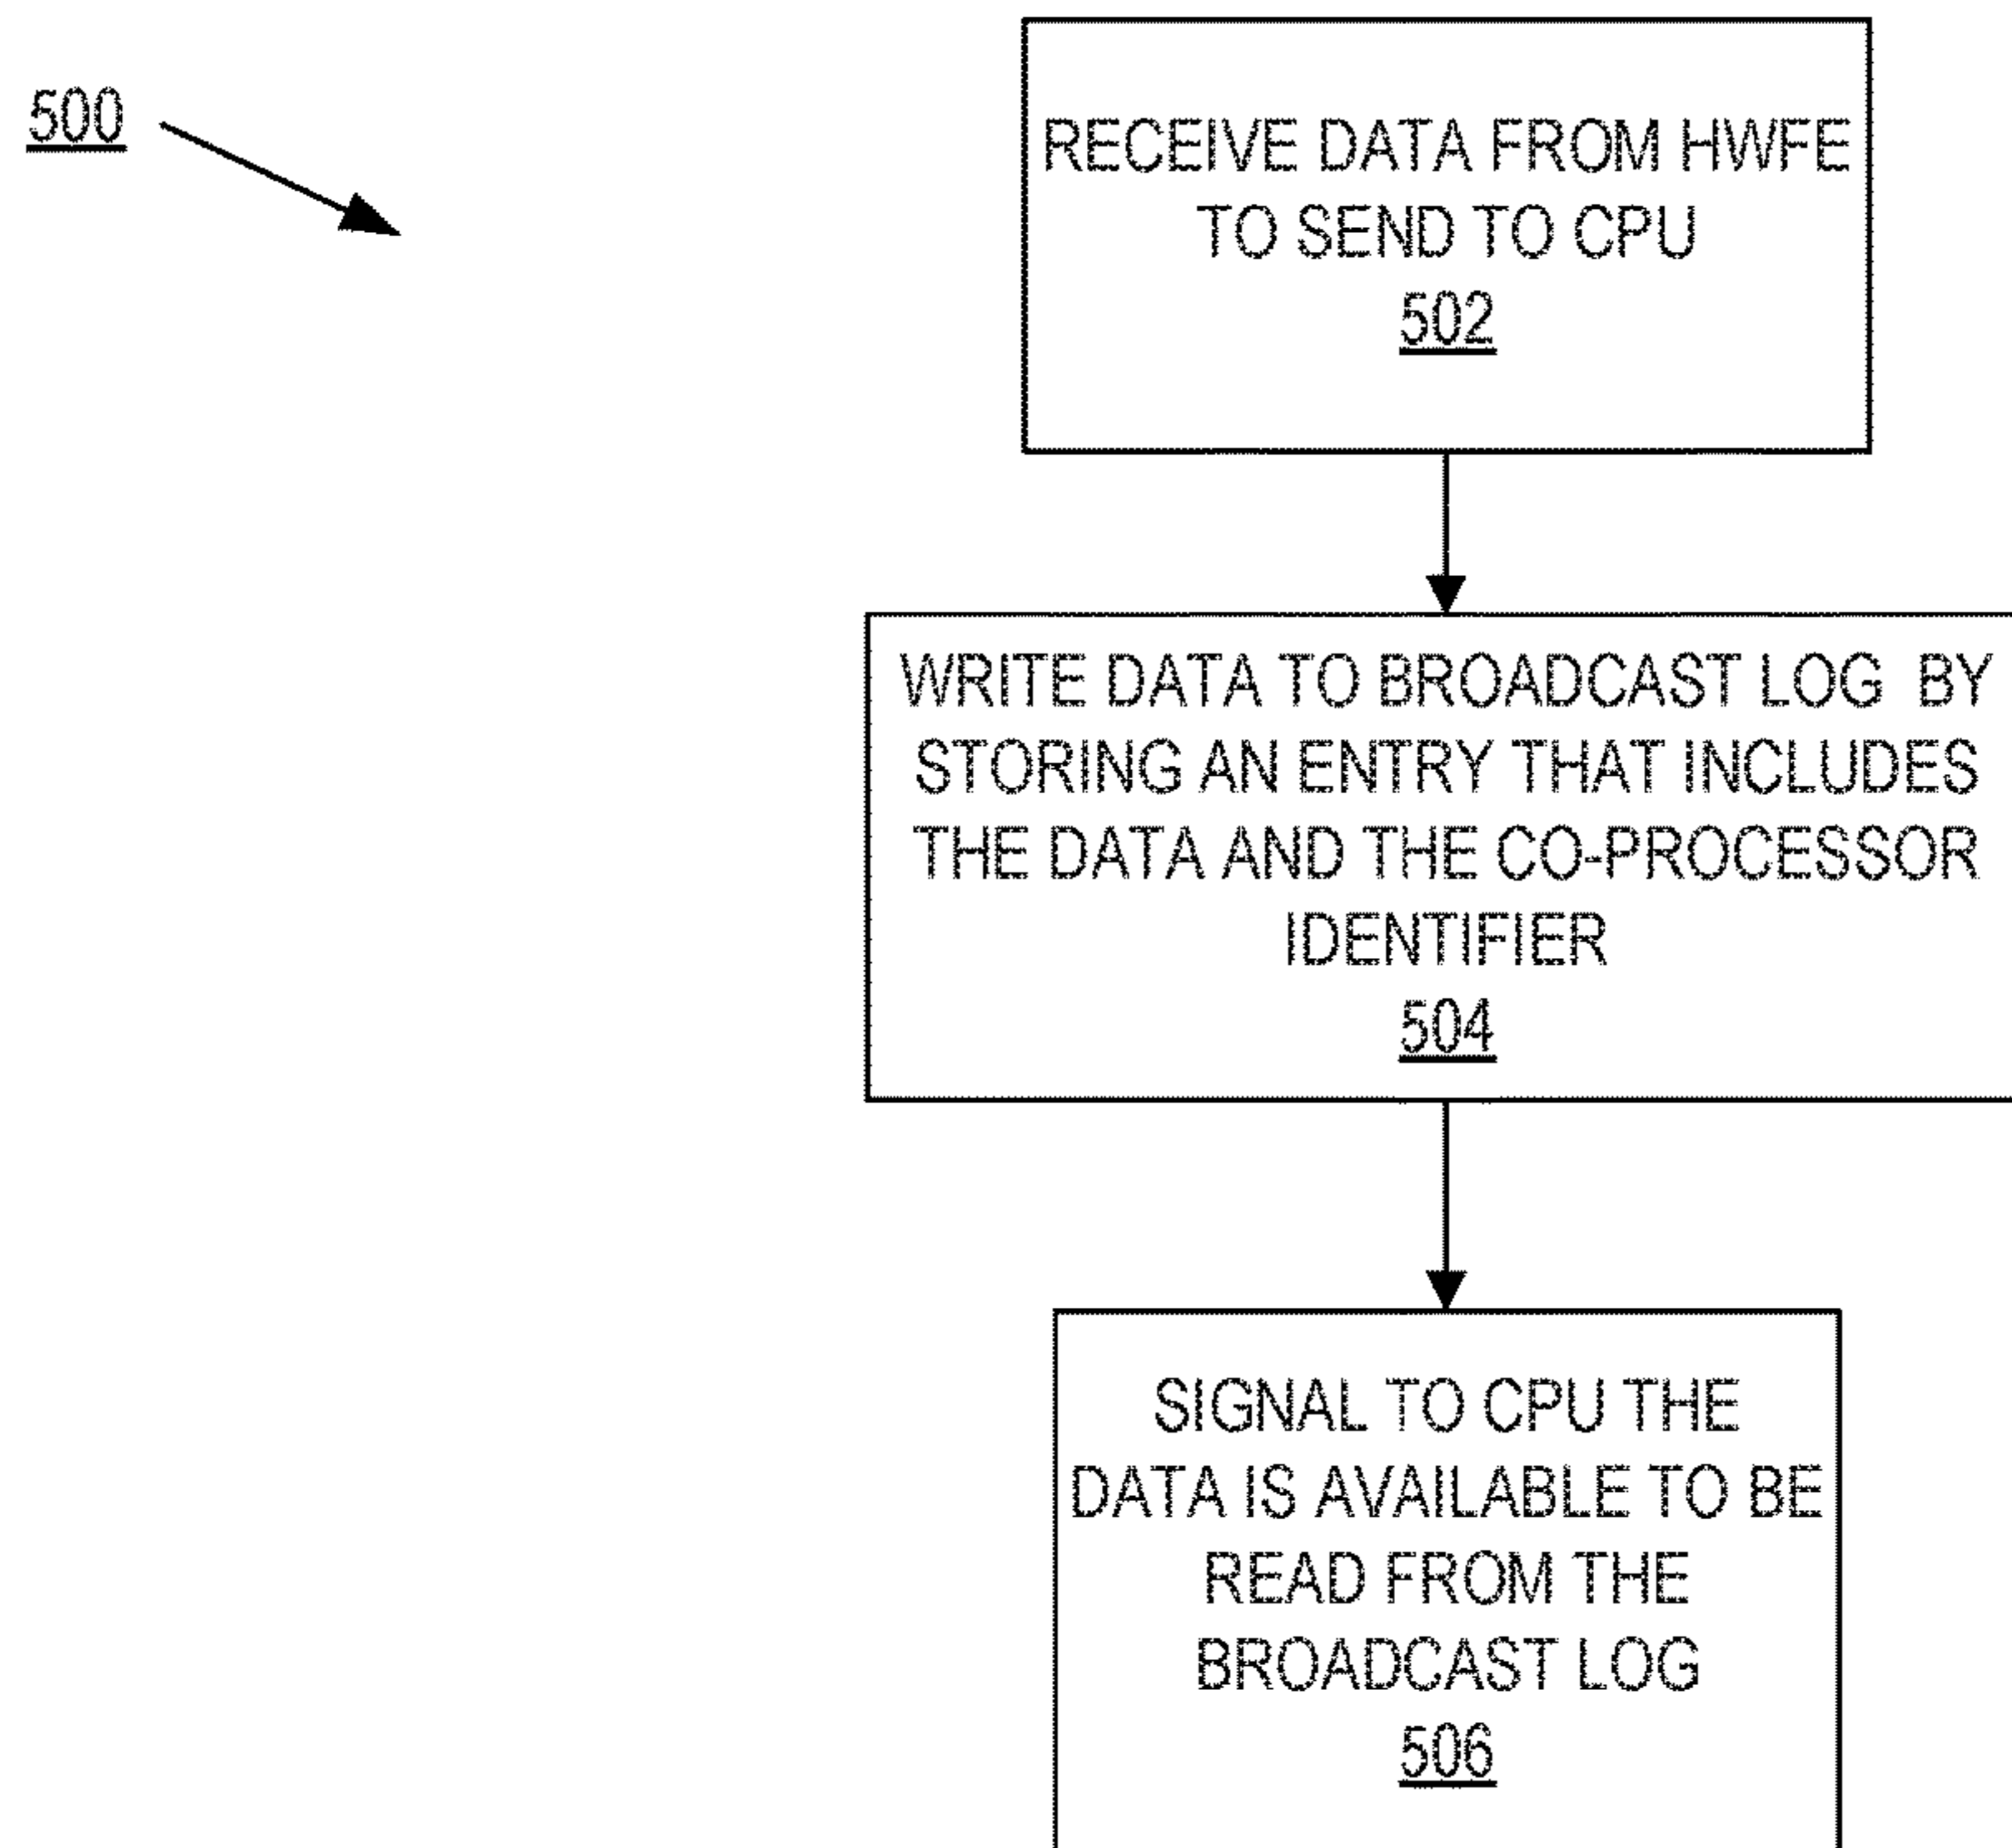 500
RECEIVE DATA FROM HWFE
TO SEND TO CPU
502
WRITE DATA TO BROADCAST LOG BY
STORING AN ENTRY THAT INCLUDES
THE DATA AND THE CO-PROCESSOR
IDENTIFIER
504
SIGNAL TO CPU THE
DATA IS AVAILABLE TO BE
READ FROM THE
BROADCAST LOG
506